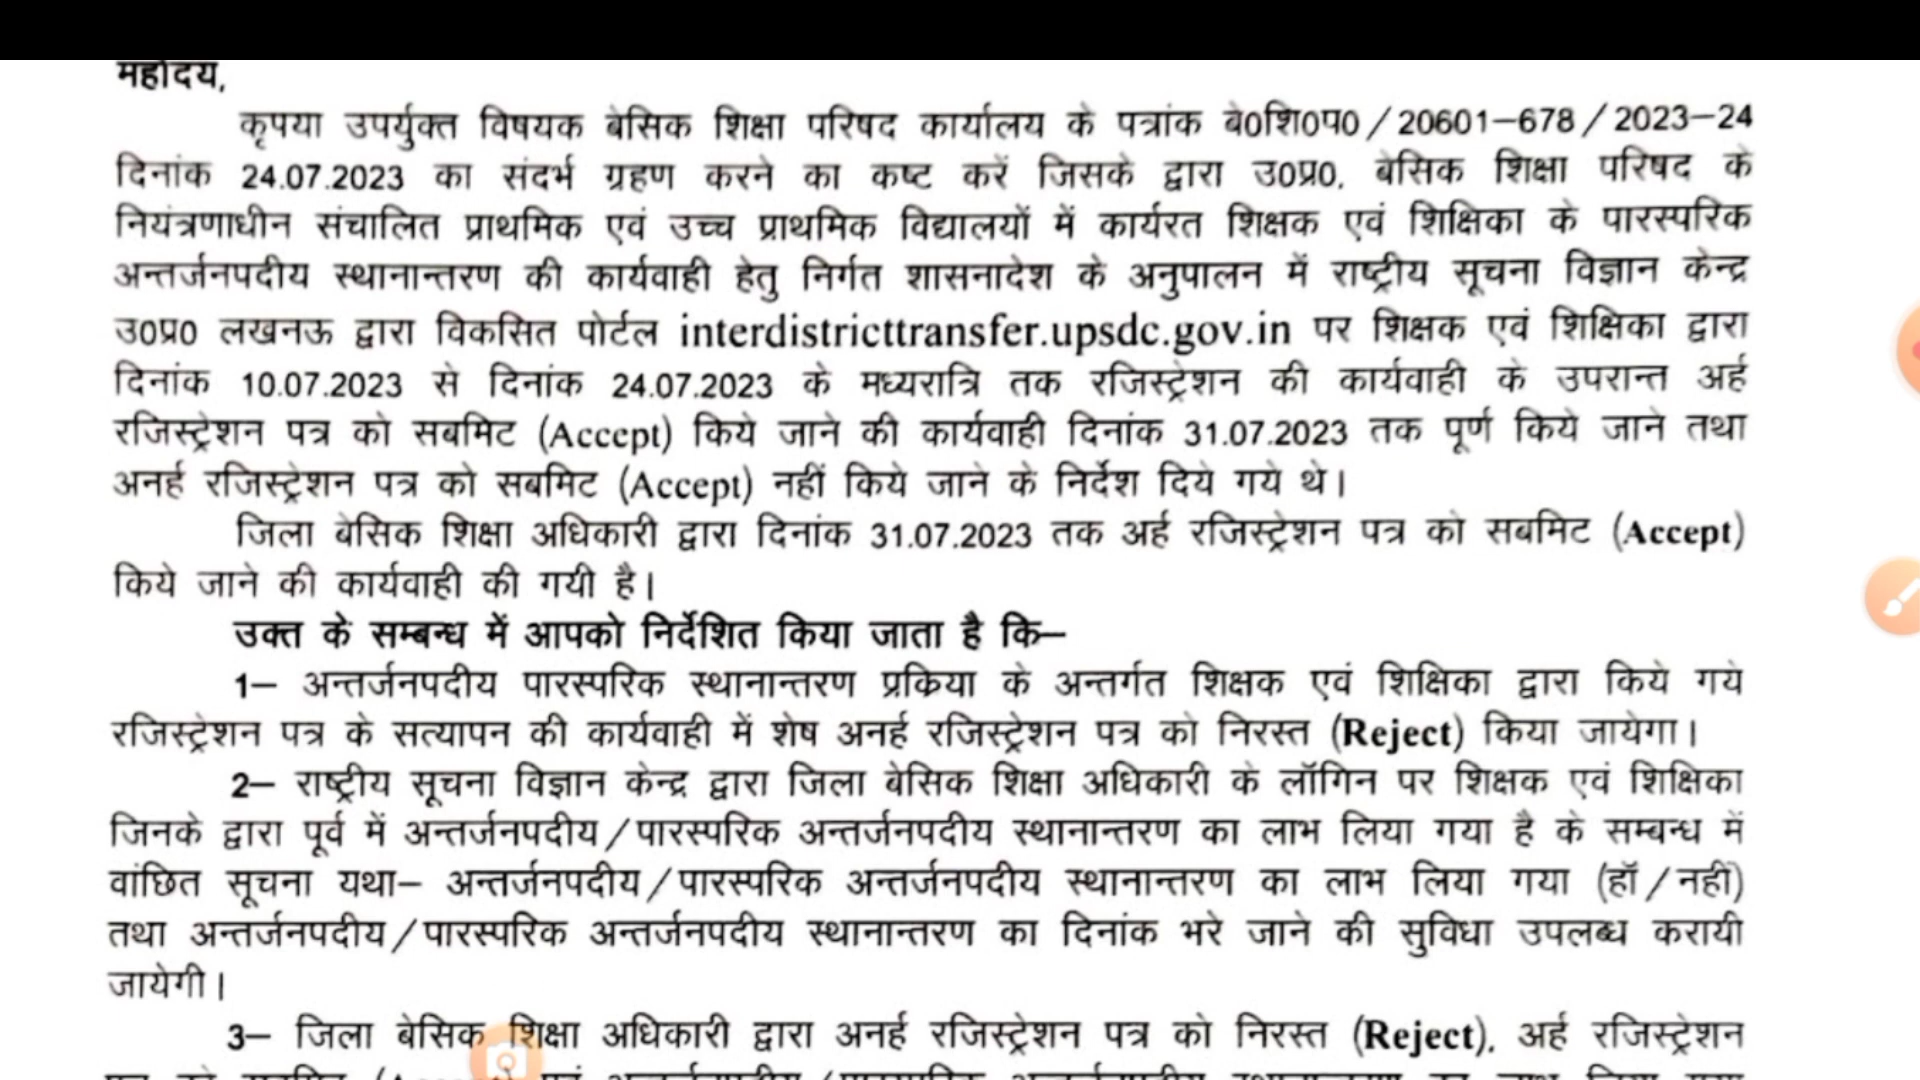 महोदय,
कृपया उपर्युक्त विषयक बेसिक शिक्षा परिषद कार्यालय के पत्रांक बे0शि0प0/20601–678/2023–24
दिनांक 24.07.2023 का संदर्भ ग्रहण करने का कष्ट करें जिसके द्वारा उ0प्र0, बेसिक शिक्षा परिषद के
नियंत्रणाधीन संचालित प्राथमिक एवं उच्च प्राथमिक विद्यालयों में कार्यरत शिक्षक एवं शिक्षिका के पारस्परिक
अन्तर्जनपदीय स्थानान्तरण की कार्यवाही हेतु निर्गत शासनादेश के अनुपालन में राष्ट्रीय सूचना विज्ञान केन्द्र
उ0प्र0 लखनऊ द्वारा विकसित पोर्टल interdistricttransfer.upsdc.gov.in पर शिक्षक एवं शिक्षिका द्वारा
दिनांक 10.07.2023 से दिनांक 24.07.2023 के मध्यरात्रि तक रजिस्ट्रेशन की कार्यवाही के उपरान्त अर्ह
रजिस्ट्रेशन पत्र को सबमिट (Accept) किये जाने की कार्यवाही दिनांक 31.07.2023 तक पूर्ण किये जाने तथा
अनर्ह रजिस्ट्रेशन पत्र को सबमिट (Accept) नहीं किये जाने के निर्देश दिये गये थे।
जिला बेसिक शिक्षा अधिकारी द्वारा दिनांक 31.07.2023 तक अर्ह रजिस्ट्रेशन पत्र को सबमिट (Accept)
किये जाने की कार्यवाही की गयी है।
उक्त के सम्बन्ध में आपको निर्देशित किया जाता है कि–
1– अन्तर्जनपदीय पारस्परिक स्थानान्तरण प्रकिया के अन्तर्गत शिक्षक एवं शिक्षिका द्वारा किये गये
रजिस्ट्रेशन पत्र के सत्यापन की कार्यवाही में शेष अनर्ह रजिस्ट्रेशन पत्र को निरस्त (Reject) किया जायेगा।
2– राष्ट्रीय सूचना विज्ञान केन्द्र द्वारा जिला बेसिक शिक्षा अधिकारी के लॉगिन पर शिक्षक एवं शिक्षिका
जिनके द्वारा पूर्व में अन्तर्जनपदीय/पारस्परिक अन्तर्जनपदीय स्थानान्तरण का लाभ लिया गया है के सम्बन्ध में
वांछित सूचना यथा– अन्तर्जनपदीय/पारस्परिक अन्तर्जनपदीय स्थानान्तरण का लाभ लिया गया (हॉ/नहीं)
तथा अन्तर्जनपदीय/पारस्परिक अन्तर्जनपदीय स्थानान्तरण का दिनांक भरे जाने की सुविधा उपलब्ध करायी
जायेगी।
3– जिला बेसिक शिक्षा अधिकारी द्वारा अनर्ह रजिस्ट्रेशन पत्र को निरस्त (Reject), अर्ह रजिस्ट्रेशन